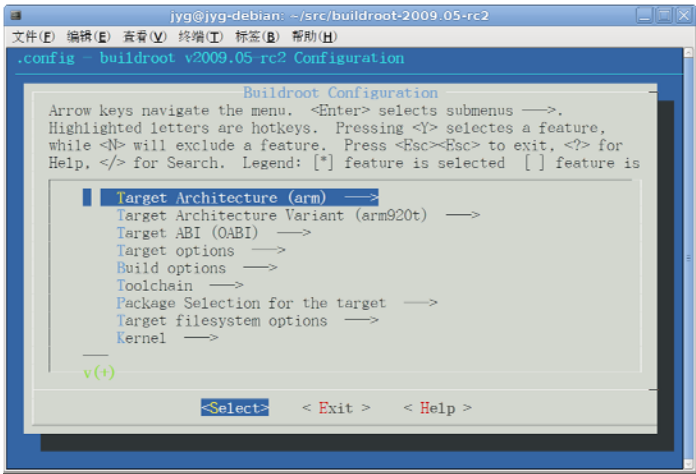 jyg@jyg-debian: ~/src/buildroot-2009.05-rc2
文件(F) 编辑(E) 查看(V) 终端(T) 标签(B) 帮助(H)
.config - buildroot v2009.05-rc2 Configuration
Buildroot Configuration
Arrow keys navigate the menu. <Enter> selects submenus --->.
Highlighted letters are hotkeys. Pressing <Y> selectes a feature,
while <N> will exclude a feature. Press <Esc><Esc> to exit, <?> for
Help, </> for Search. Legend: [*] feature is selected [ ] feature is
Target Architecture (arm) --->
Target Architecture Variant (arm920t) --->
Target ABI (OABI) --->
Target options --->
Build options --->
Toolchain --->
Package Selection for the target --->
Target filesystem options --->
Kernel --->
---
v(+)
<Select> < Exit > < Help >